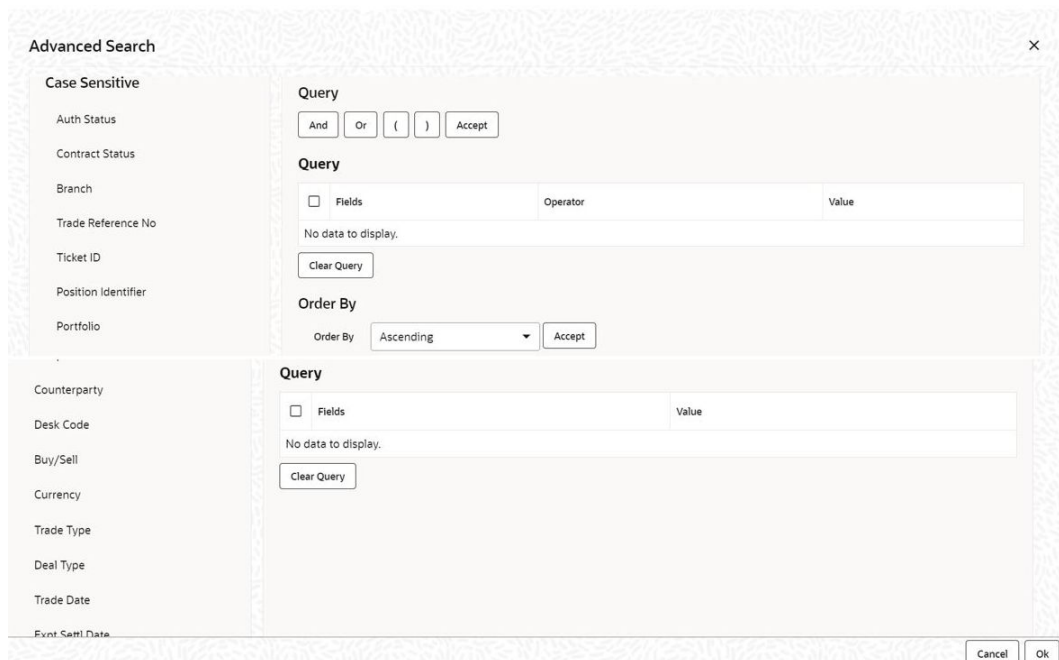 Advanced Search
Case Sensitive
Auth Status
Contract Status
Branch
Trade Reference No
Ticket ID
Position Identifier
Portfolio
Query
And Or ( ) Accept
Query
Fields Operator Value
No data to display.
Clear Query
Order By
Order By Ascending Accept
Counterparty
Desk Code
Buy/Sell
Currency
Trade Type
Deal Type
Trade Date
Expt Settl Date
Query
Fields Value
No data to display.
Clear Query
Cancel Ok